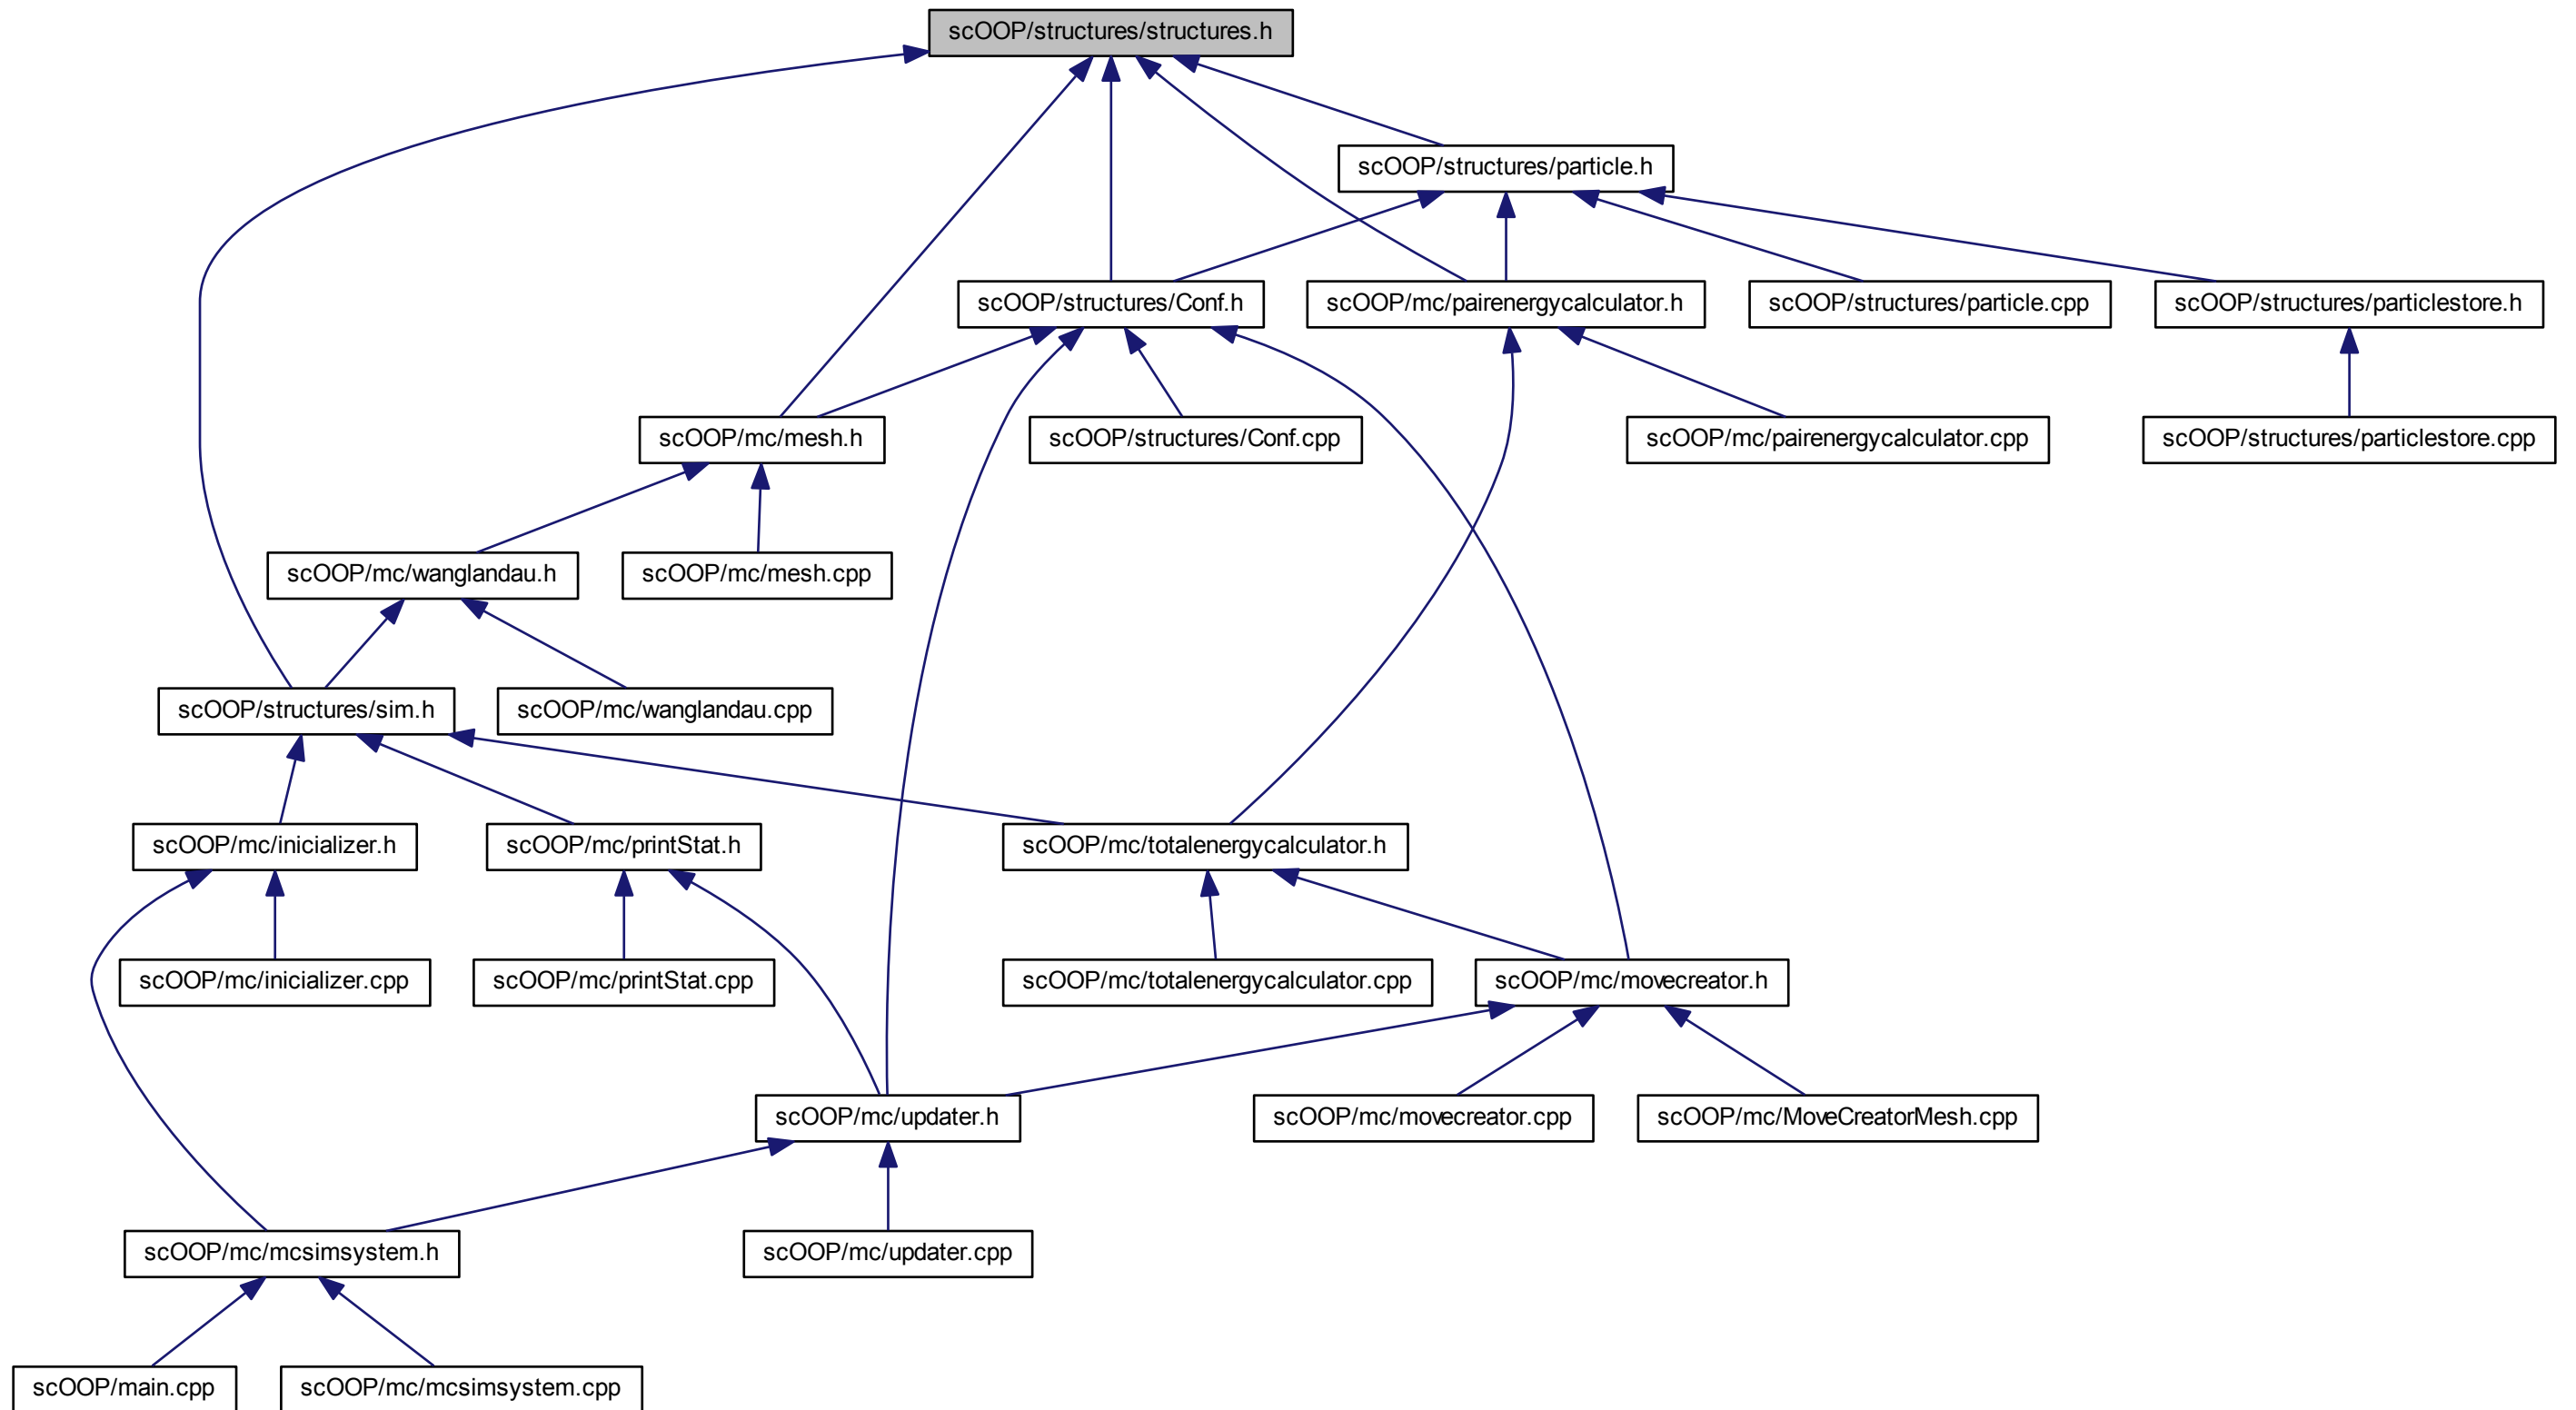 scOOP/structures/structures.h
scOOP/structures/particle.h
scOOP/structures/Conf.h
scOOP/mc/pairenergycalculator.h
scOOP/structures/particle.cpp
scOOP/structures/particlestore.h
scOOP/mc/mesh.h
scOOP/structures/Conf.cpp
scOOP/mc/pairenergycalculator.cpp
scOOP/structures/particlestore.cpp
scOOP/mc/wanglandau.h
scOOP/mc/mesh.cpp
scOOP/structures/sim.h
scOOP/mc/wanglandau.cpp
scOOP/mc/inicializer.h
scOOP/mc/printStat.h
scOOP/mc/totalenergycalculator.h
scOOP/mc/inicializer.cpp
scOOP/mc/printStat.cpp
scOOP/mc/totalenergycalculator.cpp
scOOP/mc/movecreator.h
scOOP/mc/updater.h
scOOP/mc/movecreator.cpp
scOOP/mc/MoveCreatorMesh.cpp
scOOP/mc/mcsimsystem.h
scOOP/mc/updater.cpp
scOOP/main.cpp
scOOP/mc/mcsimsystem.cpp